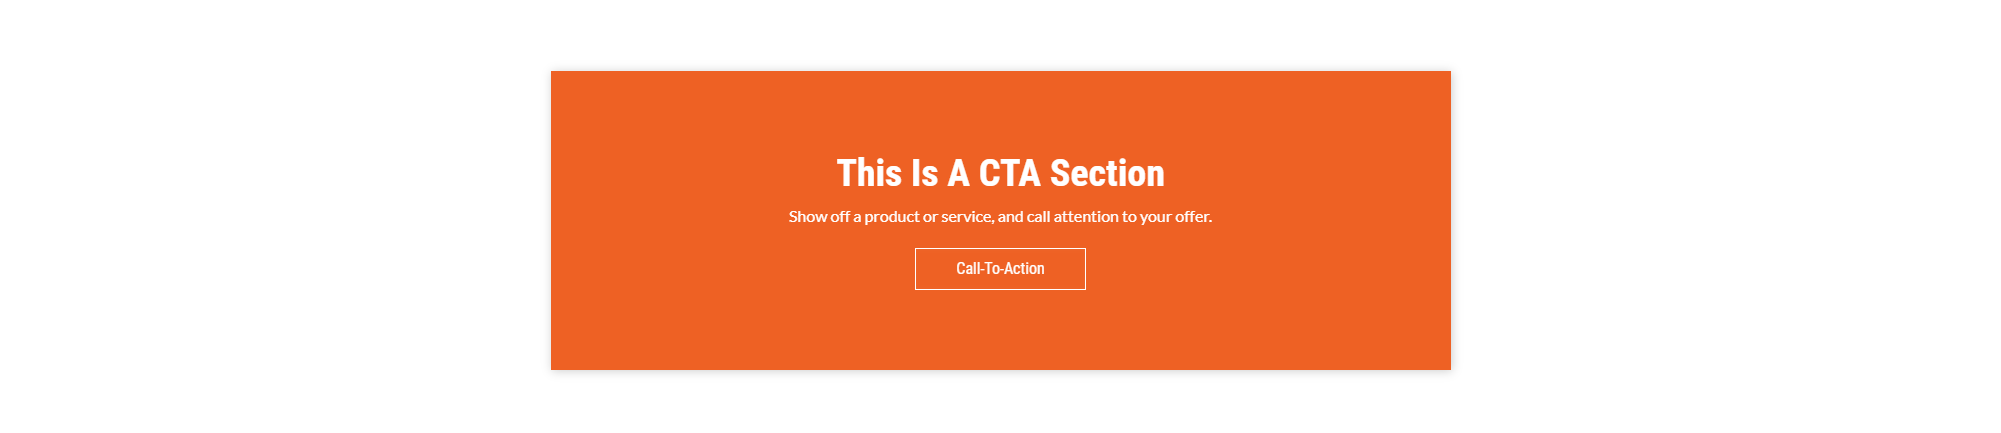 This Is A CTA Section
Show off a product or service, and call attention to your offer.
Call-To-Action